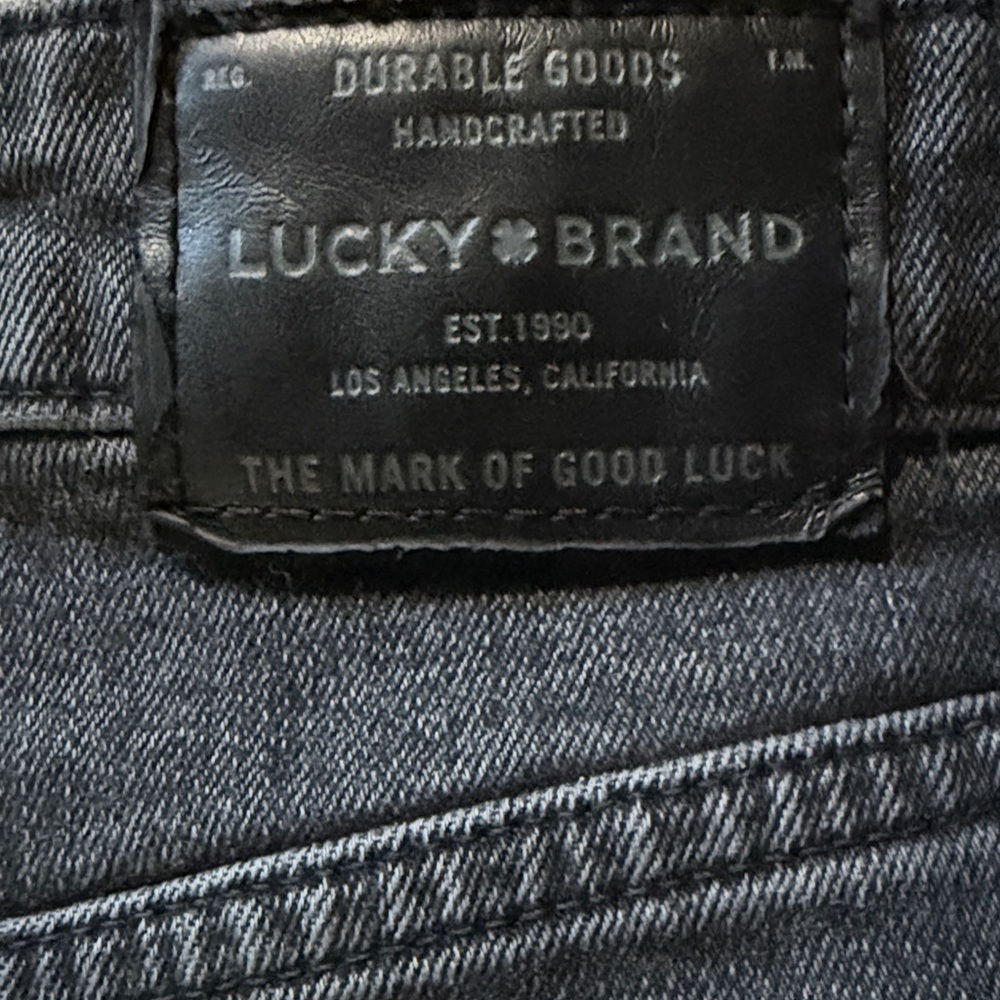 REG. DURABLE GOODS T.M.
HANDCRAFTED
LUCKY BRAND
EST.1990
LOS ANGELES, CALIFORNIA
THE MARK OF GOOD LUCK